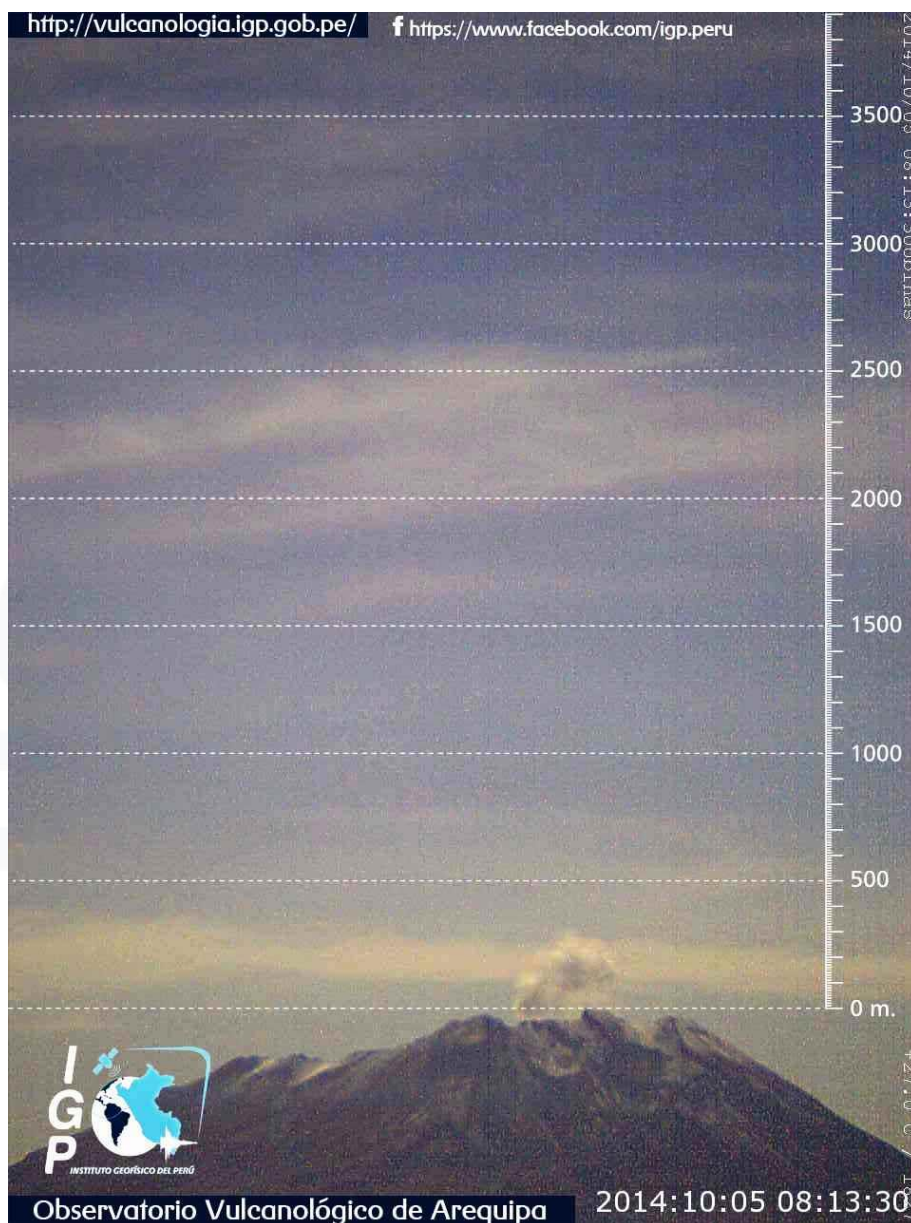 http://vulcanologia.igp.gob.pe/
f https://www.facebook.com/igp.peru
3500
3000
2500
2000
1500
1000
500
0 m.
IGP
INSTITUTO GEOFÍSICO DEL PERÚ
Observatorio Vulcanológico de Arequipa
2014:10:05 08:13:30